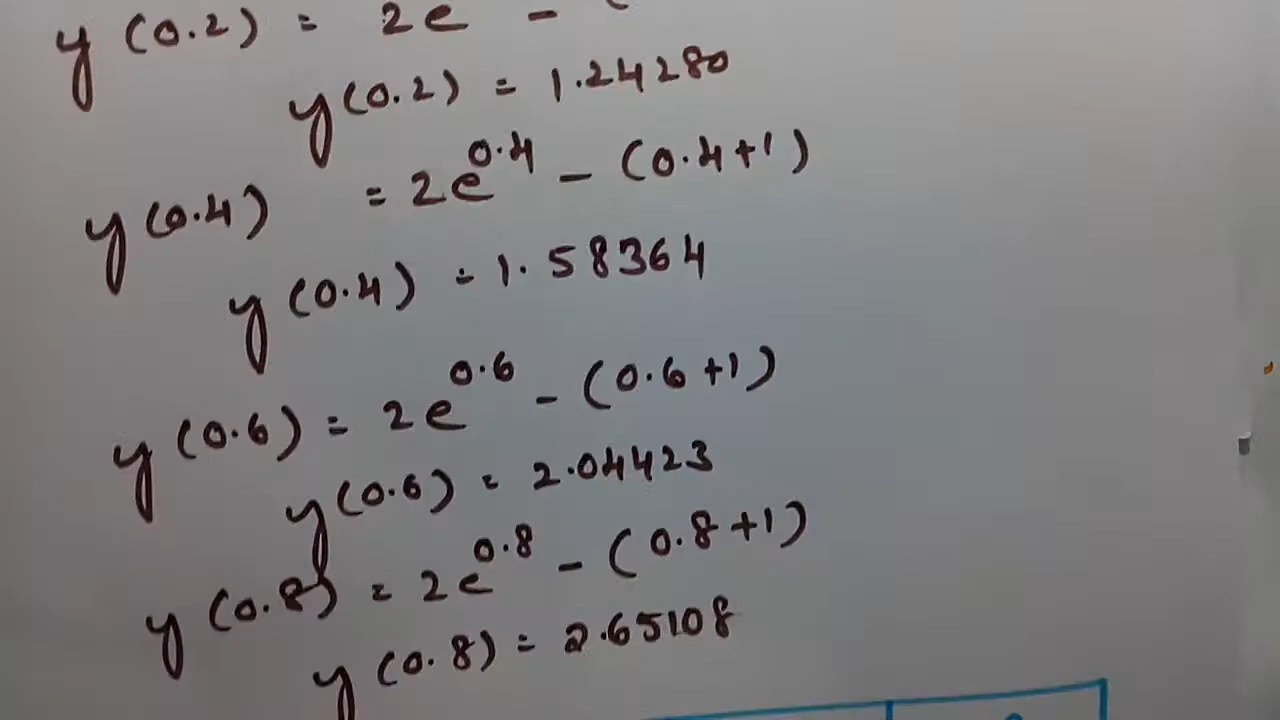 y(0.2) = 2e - (
y(0.2) = 1.24280
y(0.4) = 2e^0.4 - (0.4+1)
y(0.4) = 1.58364
y(0.6) = 2e^0.6 - (0.6+1)
y(0.6) = 2.04423
y(0.8) = 2e^0.8 - (0.8+1)
y(0.8) = 2.65108